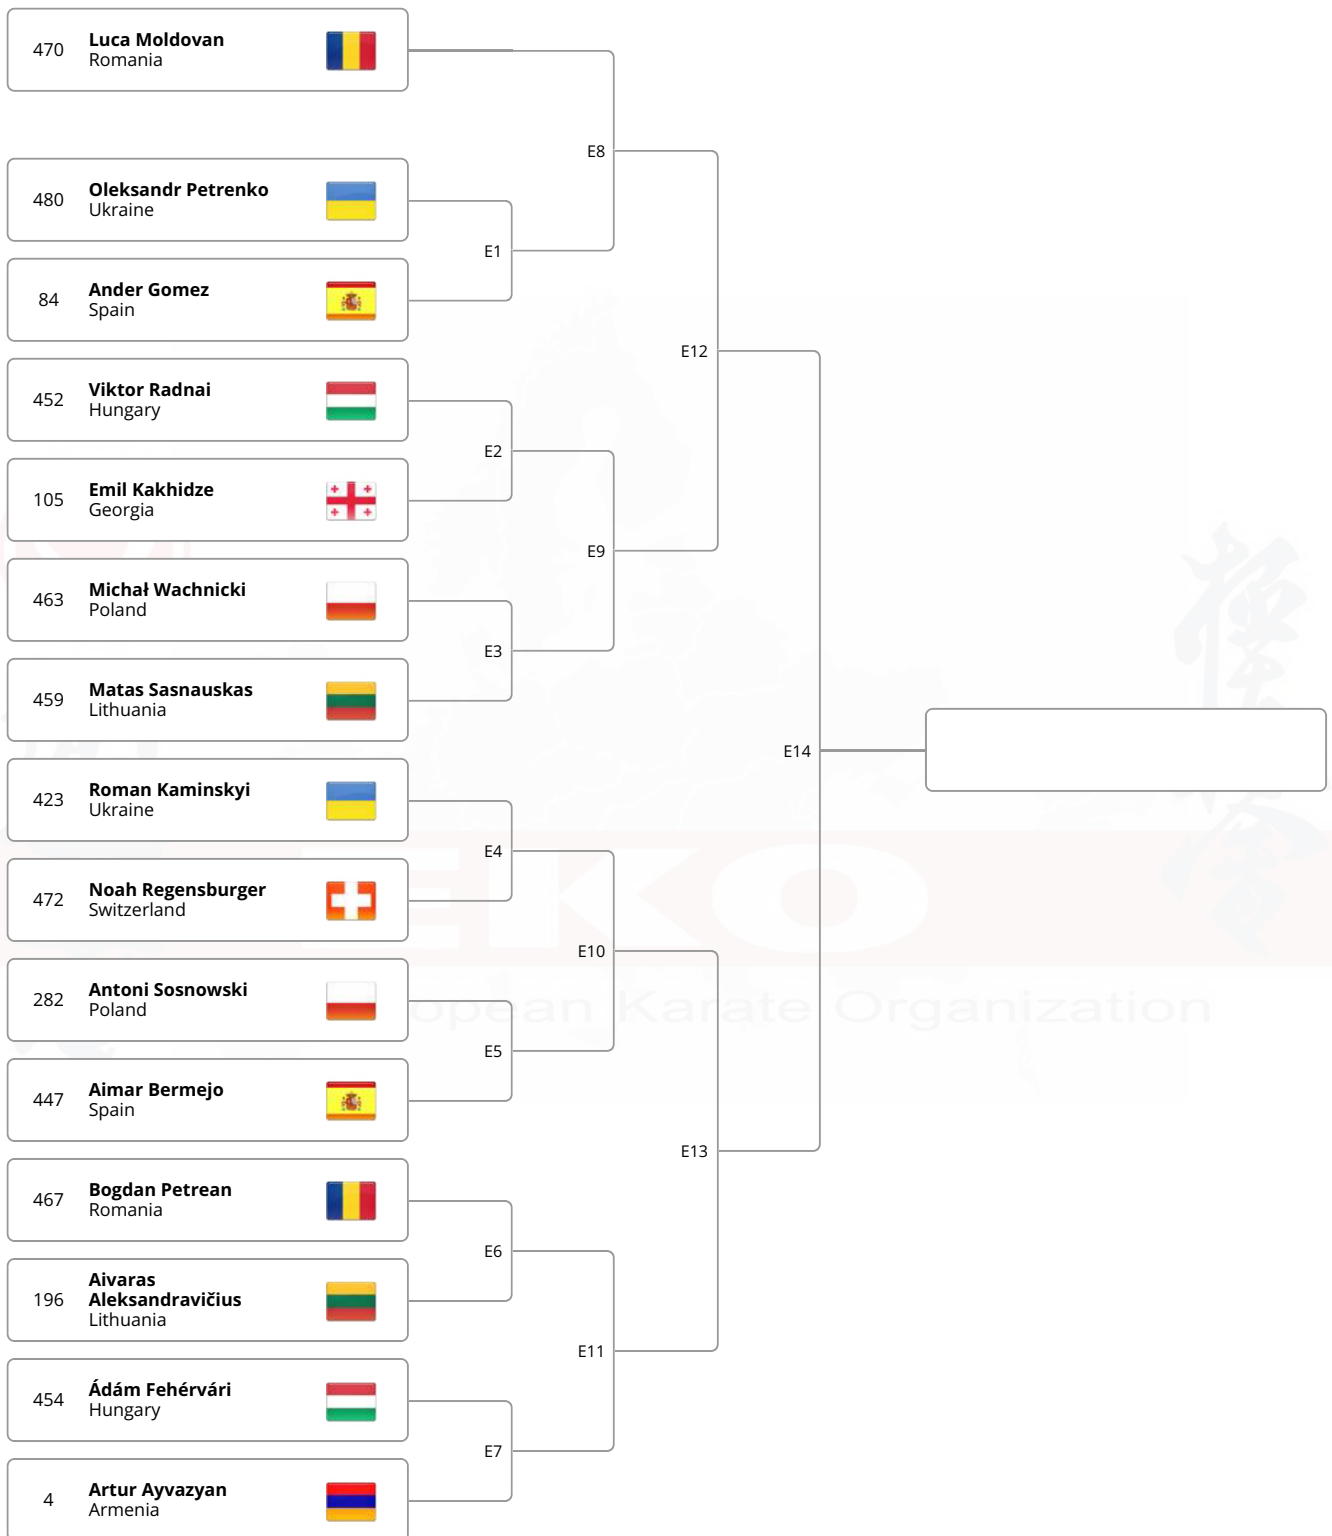 470
Luca Moldovan
Romania
480
Oleksandr Petrenko
Ukraine
84
Ander Gomez
Spain
452
Viktor Radnai
Hungary
105
Emil Kakhidze
Georgia
463
Michał Wachnicki
Poland
459
Matas Sasnauskas
Lithuania
423
Roman Kaminskyi
Ukraine
472
Noah Regensburger
Switzerland
282
Antoni Sosnowski
Poland
447
Aimar Bermejo
Spain
467
Bogdan Petrean
Romania
196
Aivaras
Aleksandravičius
Lithuania
454
Ádám Fehérvári
Hungary
4
Artur Ayvazyan
Armenia
E1
E2
E3
E4
E5
E6
E7
E8
E9
E10
E11
E12
E13
E14
EKO
Karate Organization